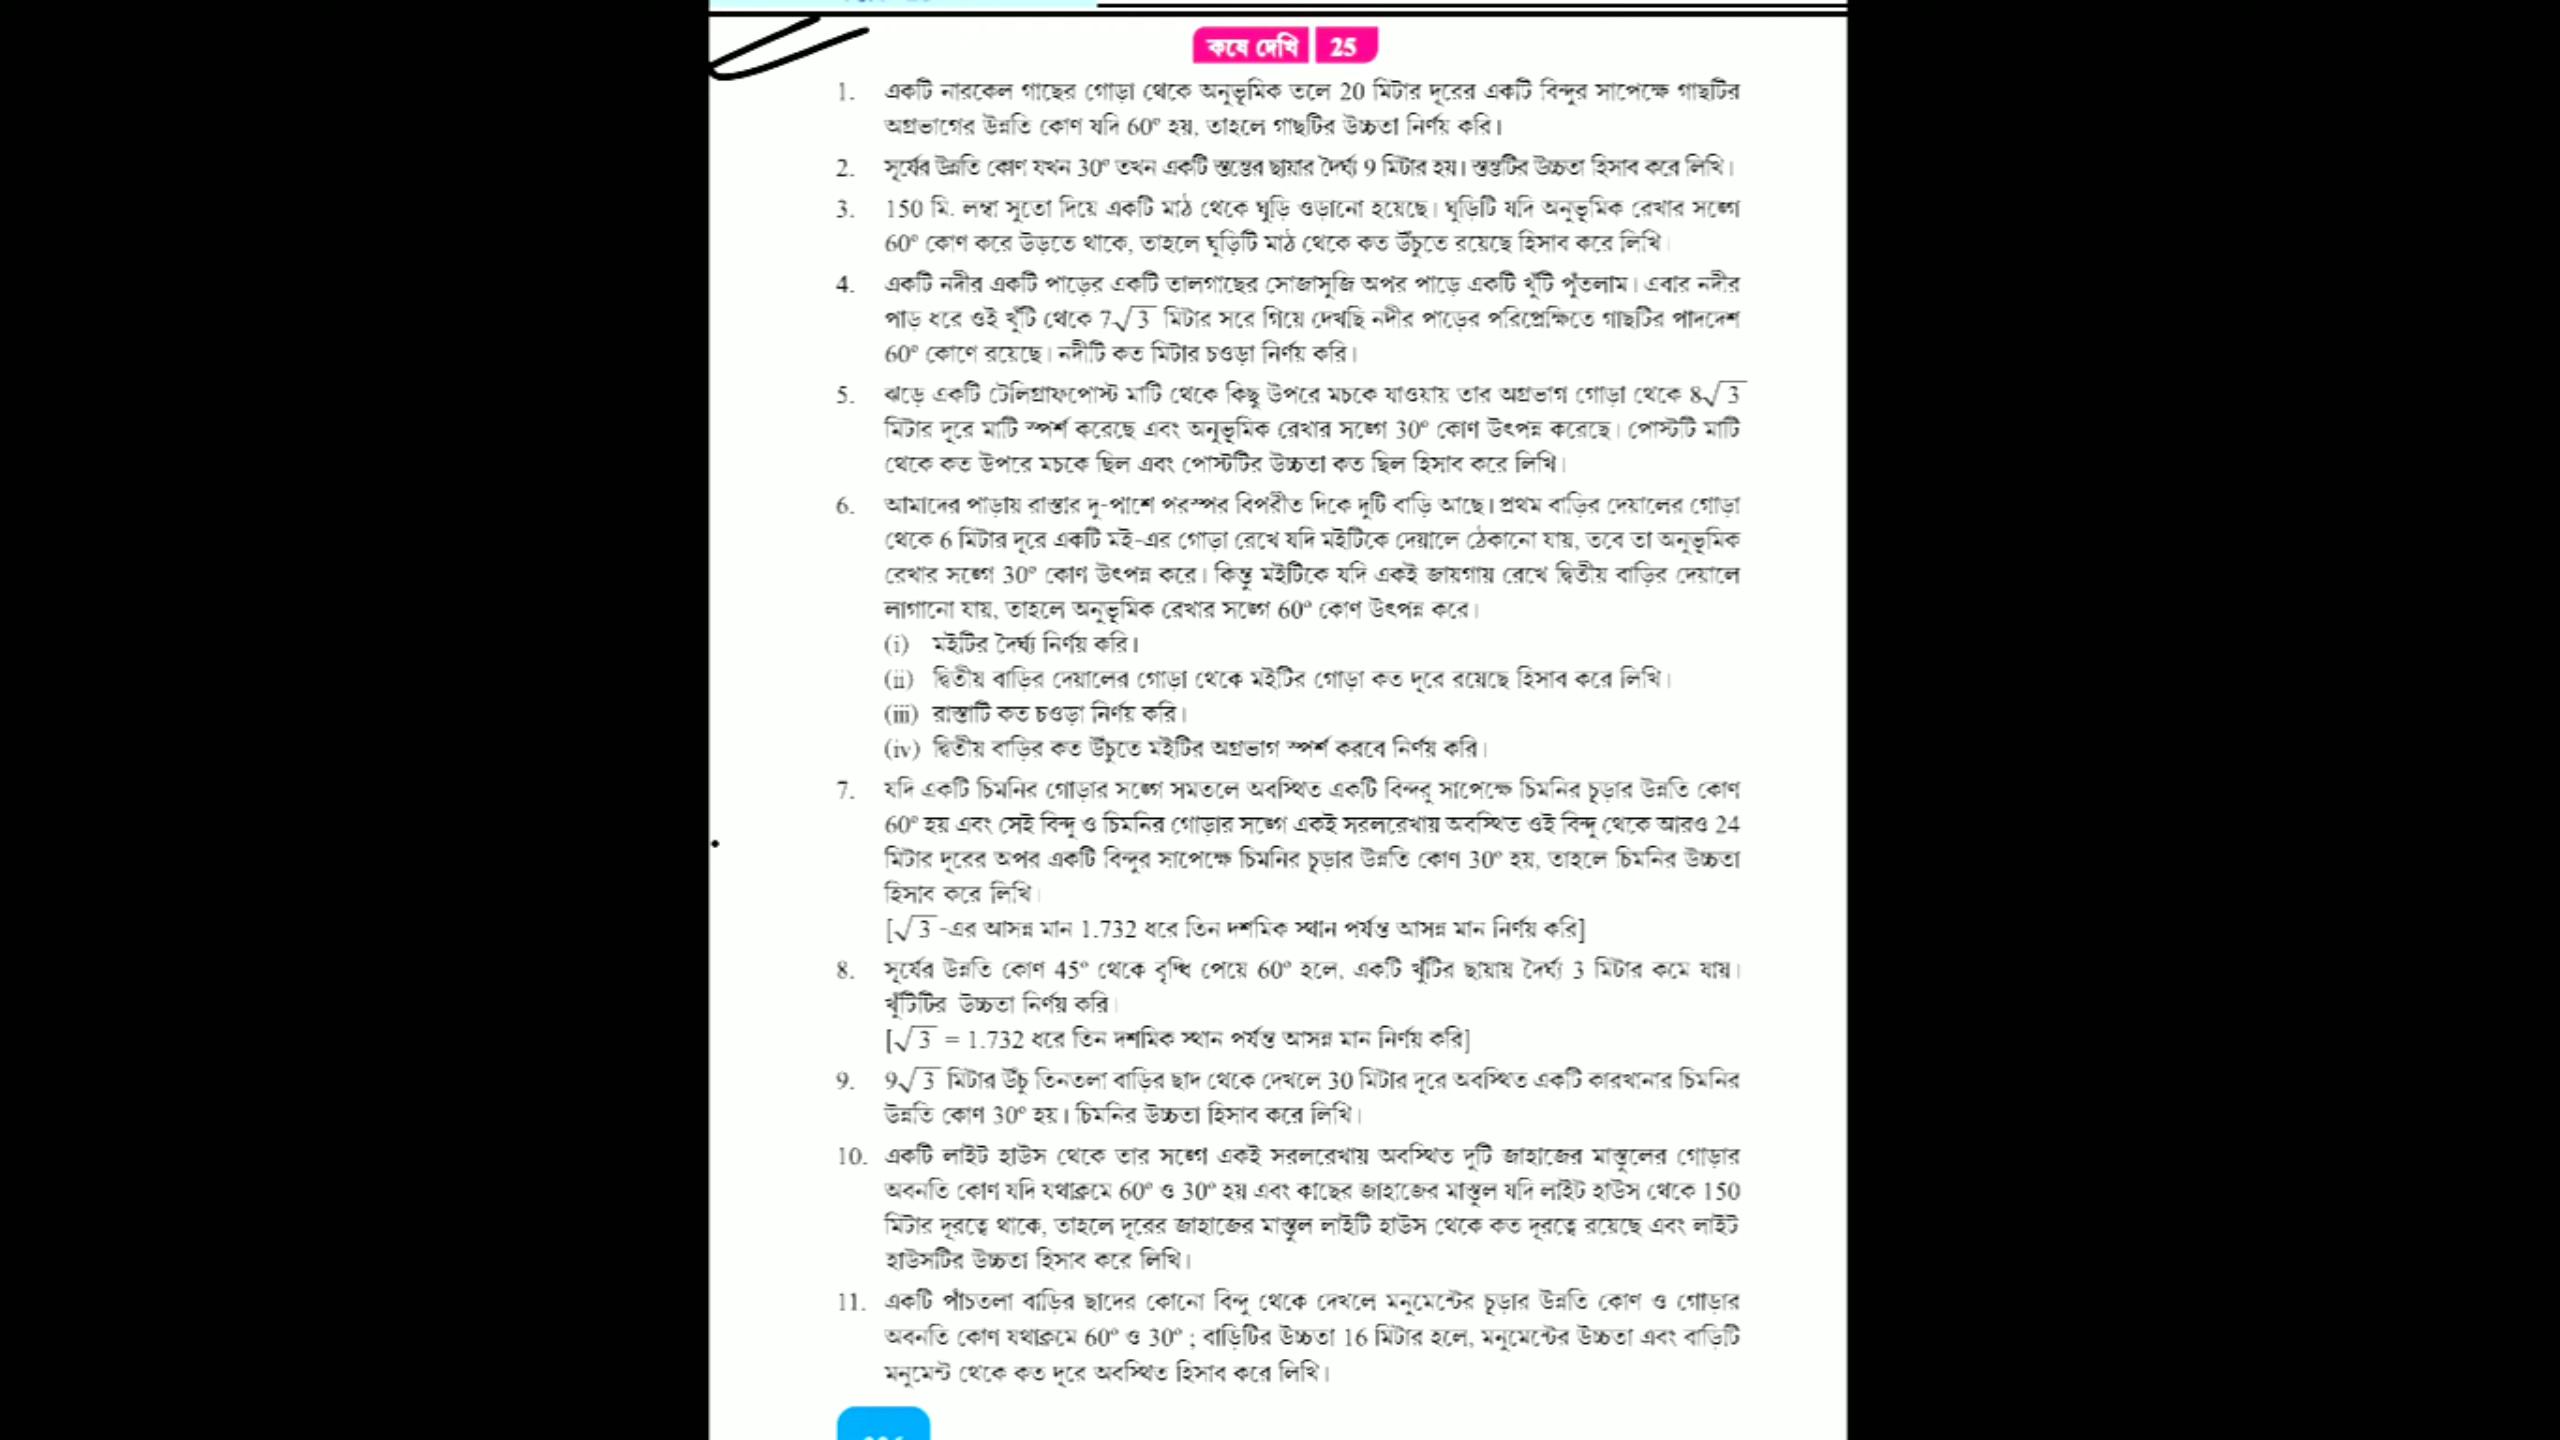 কষে দেখি 25
1. একটি নারকেল গাছের গোড়া থেকে অনুভূমিক তলে 20 মিটার দূরের একটি বিন্দুর সাপেক্ষে গাছটির
অগ্রভাগের উন্নতি কোণ যদি 60° হয়, তাহলে গাছটির উচ্চতা নির্ণয় করি।
2. সূর্যের উন্নতি কোণ যখন 30° তখন একটি স্তম্ভের ছায়ার দৈর্ঘ্য 9 মিটার হয়। স্তম্ভটির উচ্চতা হিসাব করে লিখি।
3. 150 মি. লম্বা সুতো দিয়ে একটি মাঠ থেকে ঘুড়ি ওড়ানো হয়েছে। ঘুড়িটি যদি অনুভূমিক রেখার সঙ্গে
60° কোণ করে উড়তে থাকে, তাহলে ঘুড়িটি মাঠ থেকে কত উঁচুতে রয়েছে হিসাব করে লিখি।
4. একটি নদীর একটি পাড়ের একটি তালগাছের সোজাসুজি অপর পাড়ে একটি খুঁটি পুঁতলাম। এবার নদীর
পাড় ধরে ওই খুঁটি থেকে 7√3 মিটার সরে গিয়ে দেখছি নদীর পাড়ের পরিপ্রেক্ষিতে গাছটির পাদদেশ
60° কোণে রয়েছে। নদীটি কত মিটার চওড়া নির্ণয় করি।
5. ঝড়ে একটি টেলিগ্রাফপোস্ট মাটি থেকে কিছু উপরে মচকে যাওয়ায় তার অগ্রভাগ গোড়া থেকে 8√3
মিটার দূরে মাটি স্পর্শ করেছে এবং অনুভূমিক রেখার সঙ্গে 30° কোণ উৎপন্ন করেছে। পোস্টটি মাটি
থেকে কত উপরে মচকে ছিল এবং পোস্টটির উচ্চতা কত ছিল হিসাব করে লিখি।
6. আমাদের পাড়ায় রাস্তার দু-পাশে পরস্পর বিপরীত দিকে দুটি বাড়ি আছে। প্রথম বাড়ির দেয়ালের গোড়া
থেকে 6 মিটার দূরে একটি মই-এর গোড়া রেখে যদি মইটিকে দেয়ালে ঠেকানো যায়, তবে তা অনুভূমিক
রেখার সঙ্গে 30° কোণ উৎপন্ন করে। কিন্তু মইটিকে যদি একই জায়গায় রেখে দ্বিতীয় বাড়ির দেয়ালে
লাগানো যায়, তাহলে অনুভূমিক রেখার সঙ্গে 60° কোণ উৎপন্ন করে।
(i) মইটির দৈর্ঘ্য নির্ণয় করি।
(ii) দ্বিতীয় বাড়ির দেয়ালের গোড়া থেকে মইটির গোড়া কত দূরে রয়েছে হিসাব করে লিখি।
(iii) রাস্তাটি কত চওড়া নির্ণয় করি।
(iv) দ্বিতীয় বাড়ির কত উঁচুতে মইটির অগ্রভাগ স্পর্শ করবে নির্ণয় করি।
7. যদি একটি চিমনির গোড়ার সঙ্গে সমতলে অবস্থিত একটি বিন্দরু সাপেক্ষে চিমনির চূড়ার উন্নতি কোণ
60° হয় এবং সেই বিন্দু ও চিমনির গোড়ার সঙ্গে একই সরলরেখায় অবস্থিত ওই বিন্দু থেকে আরও 24
মিটার দূরের অপর একটি বিন্দুর সাপেক্ষে চিমনির চূড়ার উন্নতি কোণ 30° হয়, তাহলে চিমনির উচ্চতা
হিসাব করে লিখি।
[√3 -এর আসন্ন মান 1.732 ধরে তিন দশমিক স্থান পর্যন্ত আসন্ন মান নির্ণয় করি]
8. সূর্যের উন্নতি কোণ 45° থেকে বৃদ্ধি পেয়ে 60° হলে, একটি খুঁটির ছায়ায় দৈর্ঘ্য 3 মিটার কমে যায়।
খুঁটিটির উচ্চতা নির্ণয় করি।
[√3 = 1.732 ধরে তিন দশমিক স্থান পর্যন্ত আসন্ন মান নির্ণয় করি]
9. 9√3 মিটার উঁচু তিনতলা বাড়ির ছাদ থেকে দেখলে 30 মিটার দূরে অবস্থিত একটি কারখানার চিমনির
উন্নতি কোণ 30° হয়। চিমনির উচ্চতা হিসাব করে লিখি।
10. একটি লাইট হাউস থেকে তার সঙ্গে একই সরলরেখায় অবস্থিত দুটি জাহাজের মাস্তুলের গোড়ার
অবনতি কোণ যদি যথাক্রমে 60° ও 30° হয় এবং কাছের জাহাজের মাস্তুল যদি লাইট হাউস থেকে 150
মিটার দূরত্বে থাকে, তাহলে দূরের জাহাজের মাস্তুল লাইটি হাউস থেকে কত দূরত্বে রয়েছে এবং লাইট
হাউসটির উচ্চতা হিসাব করে লিখি।
11. একটি পাঁচতলা বাড়ির ছাদের কোনো বিন্দু থেকে দেখলে মনুমেন্টের চূড়ার উন্নতি কোণ ও গোড়ার
অবনতি কোণ যথাক্রমে 60° ও 30° ; বাড়িটির উচ্চতা 16 মিটার হলে, মনুমেন্টের উচ্চতা এবং বাড়িটি
মনুমেন্ট থেকে কত দূরে অবস্থিত হিসাব করে লিখি।